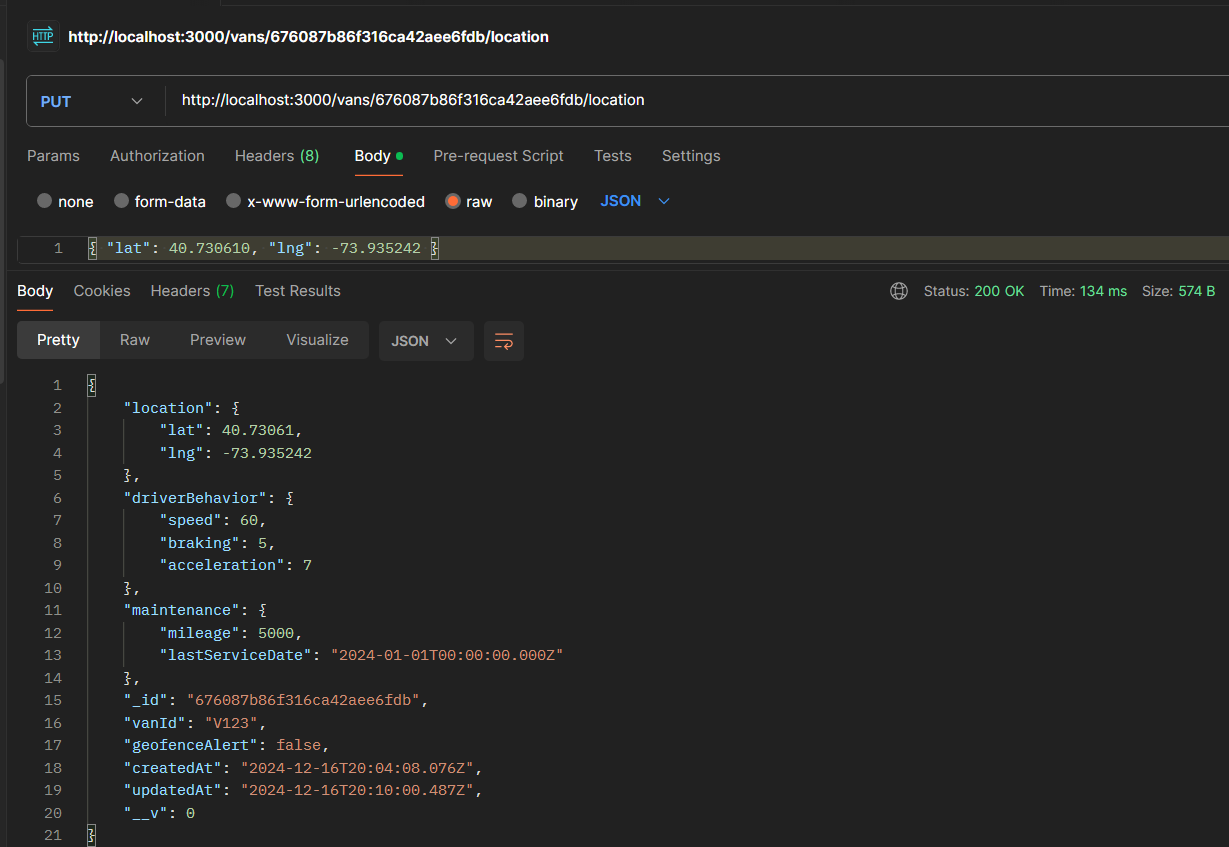 HTTP http://localhost:3000/vans/676087b86f316ca42aee6fdb/location
PUT http://localhost:3000/vans/676087b86f316ca42aee6fdb/location
Params Authorization Headers (8) Body Pre-request Script Tests Settings
none form-data x-www-form-urlencoded raw binary JSON
1 { "lat": 40.730610, "lng": -73.935242 }
Body Cookies Headers (7) Test Results Status: 200 OK Time: 134 ms Size: 574 B
Pretty Raw Preview Visualize JSON
1 {
2 "location": {
3 "lat": 40.73061,
4 "lng": -73.935242
5 },
6 "driverBehavior": {
7 "speed": 60,
8 "braking": 5,
9 "acceleration": 7
10 },
11 "maintenance": {
12 "mileage": 5000,
13 "lastServiceDate": "2024-01-01T00:00:00.000Z"
14 },
15 "_id": "676087b86f316ca42aee6fdb",
16 "vanId": "V123",
17 "geofenceAlert": false,
18 "createdAt": "2024-12-16T20:04:08.076Z",
19 "updatedAt": "2024-12-16T20:10:00.487Z",
20 "__v": 0
21 }